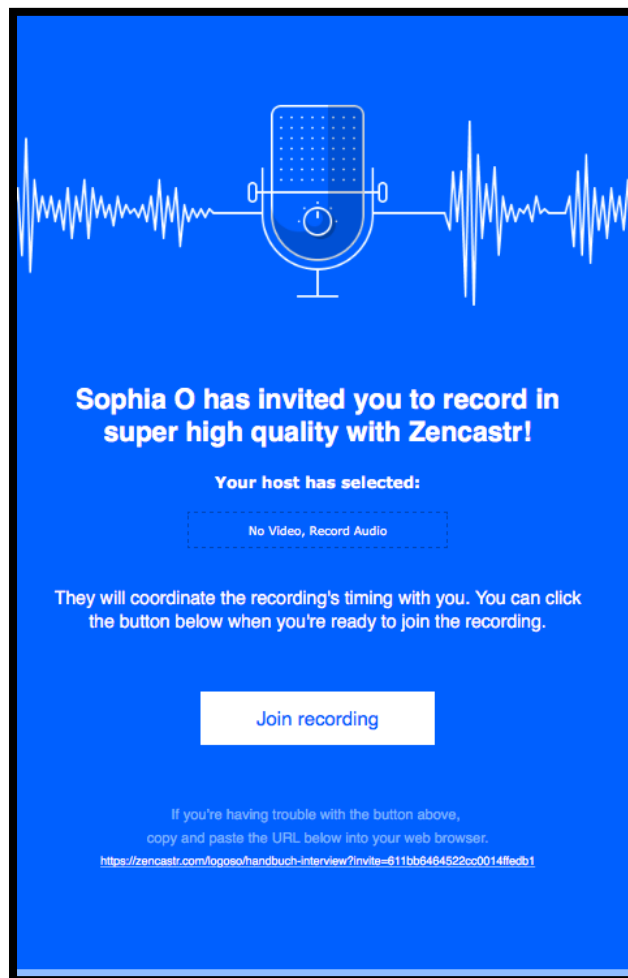 Sophia O has invited you to record in
super high quality with Zencastr!
Your host has selected:
No Video, Record Audio
They will coordinate the recording's timing with you. You can click
the button below when you're ready to join the recording.
Join recording
If you're having trouble with the button above,
copy and paste the URL below into your web browser.
https://zencastr.com/logoso/handbuch-interview?invite=611bb6464522cc0014ffedb1